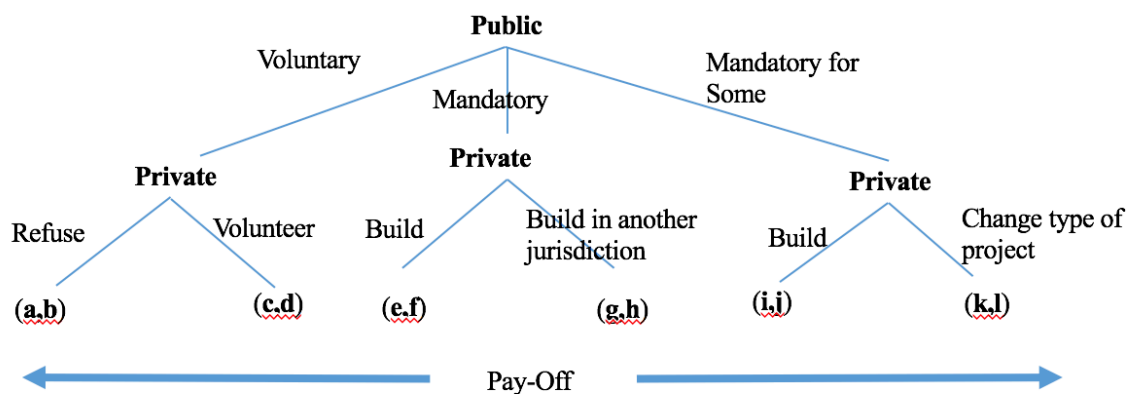 Public
Voluntary
Mandatory
Mandatory for
Some
Private
Private
Private
Refuse
Volunteer
Build
Build in another
jurisdiction
Build
Change type of
project
(a,b)
(c,d)
(e,f)
(g,h)
(i,j)
(k,l)
Pay-Off